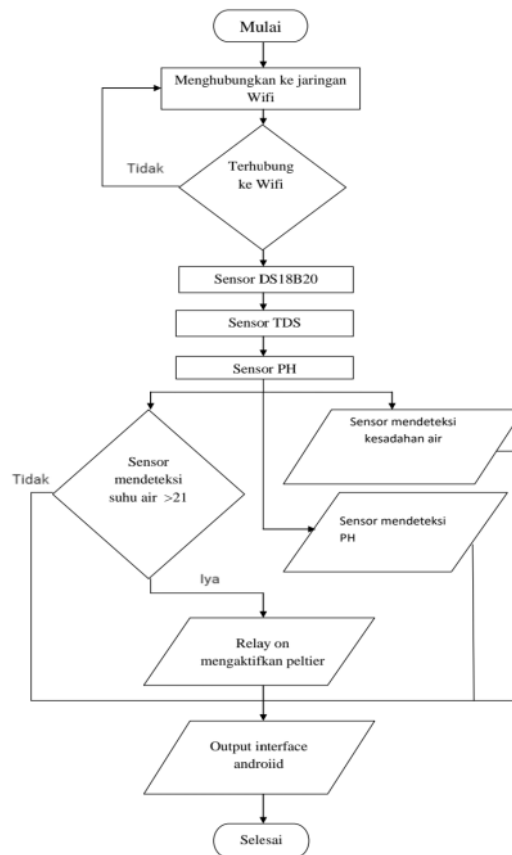 Mulai
Menghubungkan ke jaringan
Wifi
Tidak
Terhubung
ke Wifi
Sensor DS18B20
Sensor TDS
Sensor PH
Sensor mendeteksi
kesadahan air
Tidak
Sensor
mendeteksi
suhu air >21
Sensor mendeteksi
PH
Iya
Relay on
mengaktifkan peltier
Output interface
androiid
Selesai